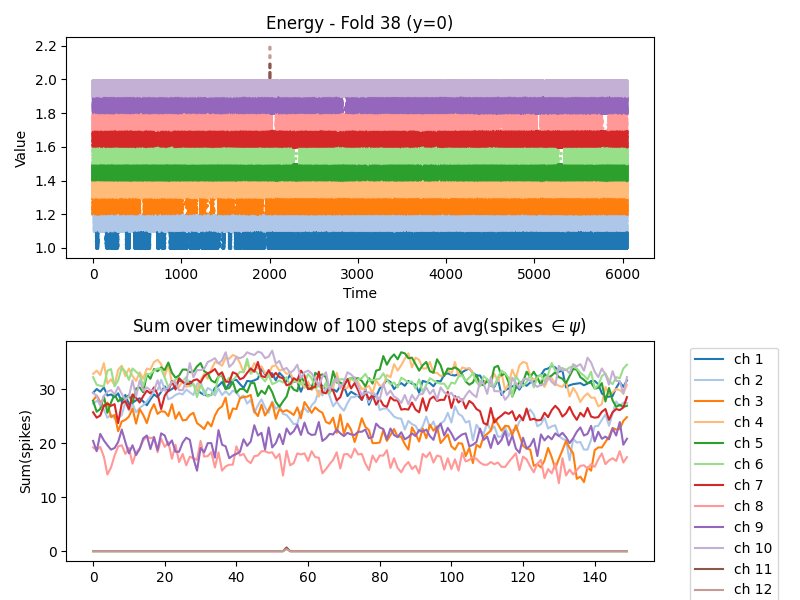 Energy - Fold 38 (y=0)
2.2
2.0
1.8
1.6
1.4
1.2
1.0
Value
0 1000 2000 3000 4000 5000 6000
Time
Sum over timewindow of 100 steps of avg(spikes ∈ ψ)
30
20
10
0
Sum(spikes)
0 20 40 60 80 100 120 140
ch 1
ch 2
ch 3
ch 4
ch 5
ch 6
ch 7
ch 8
ch 9
ch 10
ch 11
ch 12